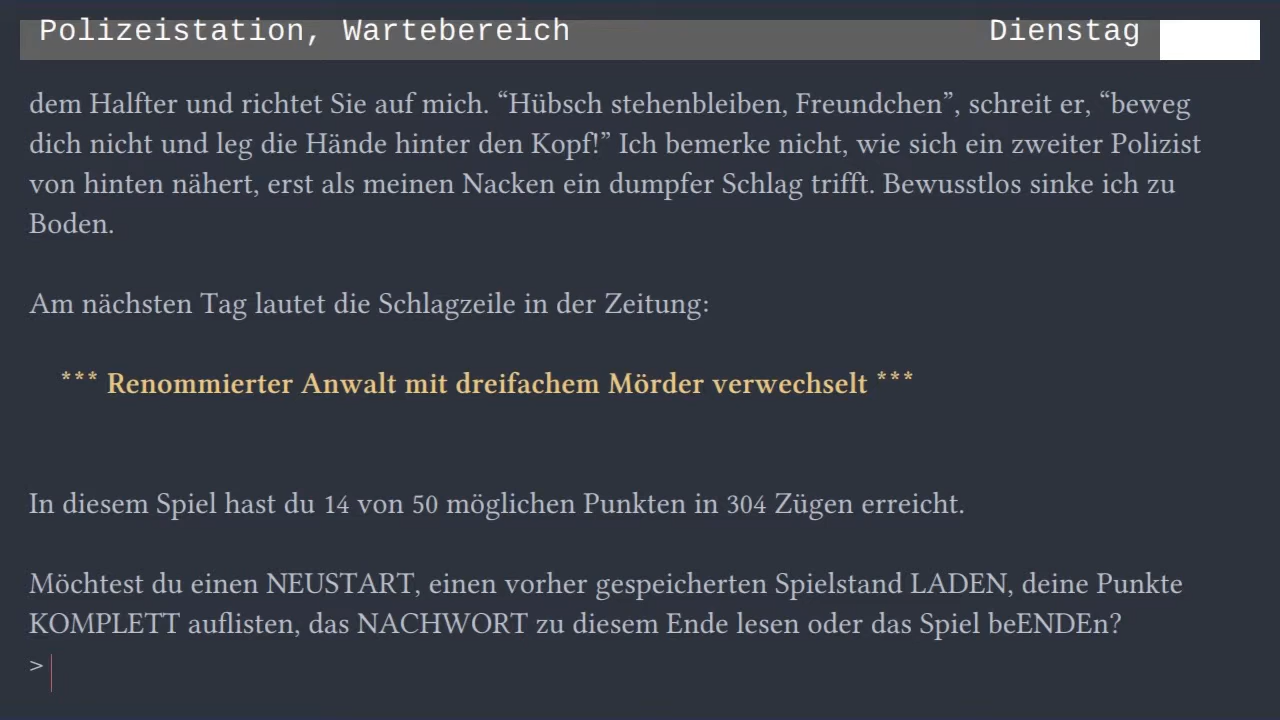 Polizeistation, Wartebereich Dienstag
dem Halfter und richtet Sie auf mich. “Hübsch stehenbleiben, Freundchen”, schreit er, “beweg
dich nicht und leg die Hände hinter den Kopf!” Ich bemerke nicht, wie sich ein zweiter Polizist
von hinten nähert, erst als meinen Nacken ein dumpfer Schlag trifft. Bewusstlos sinke ich zu
Boden.
Am nächsten Tag lautet die Schlagzeile in der Zeitung:
*** Renommierter Anwalt mit dreifachem Mörder verwechselt ***
In diesem Spiel hast du 14 von 50 möglichen Punkten in 304 Zügen erreicht.
Möchtest du einen NEUSTART, einen vorher gespeicherten Spielstand LADEN, deine Punkte
KOMPLETT auflisten, das NACHWORT zu diesem Ende lesen oder das Spiel beENDEn?
>